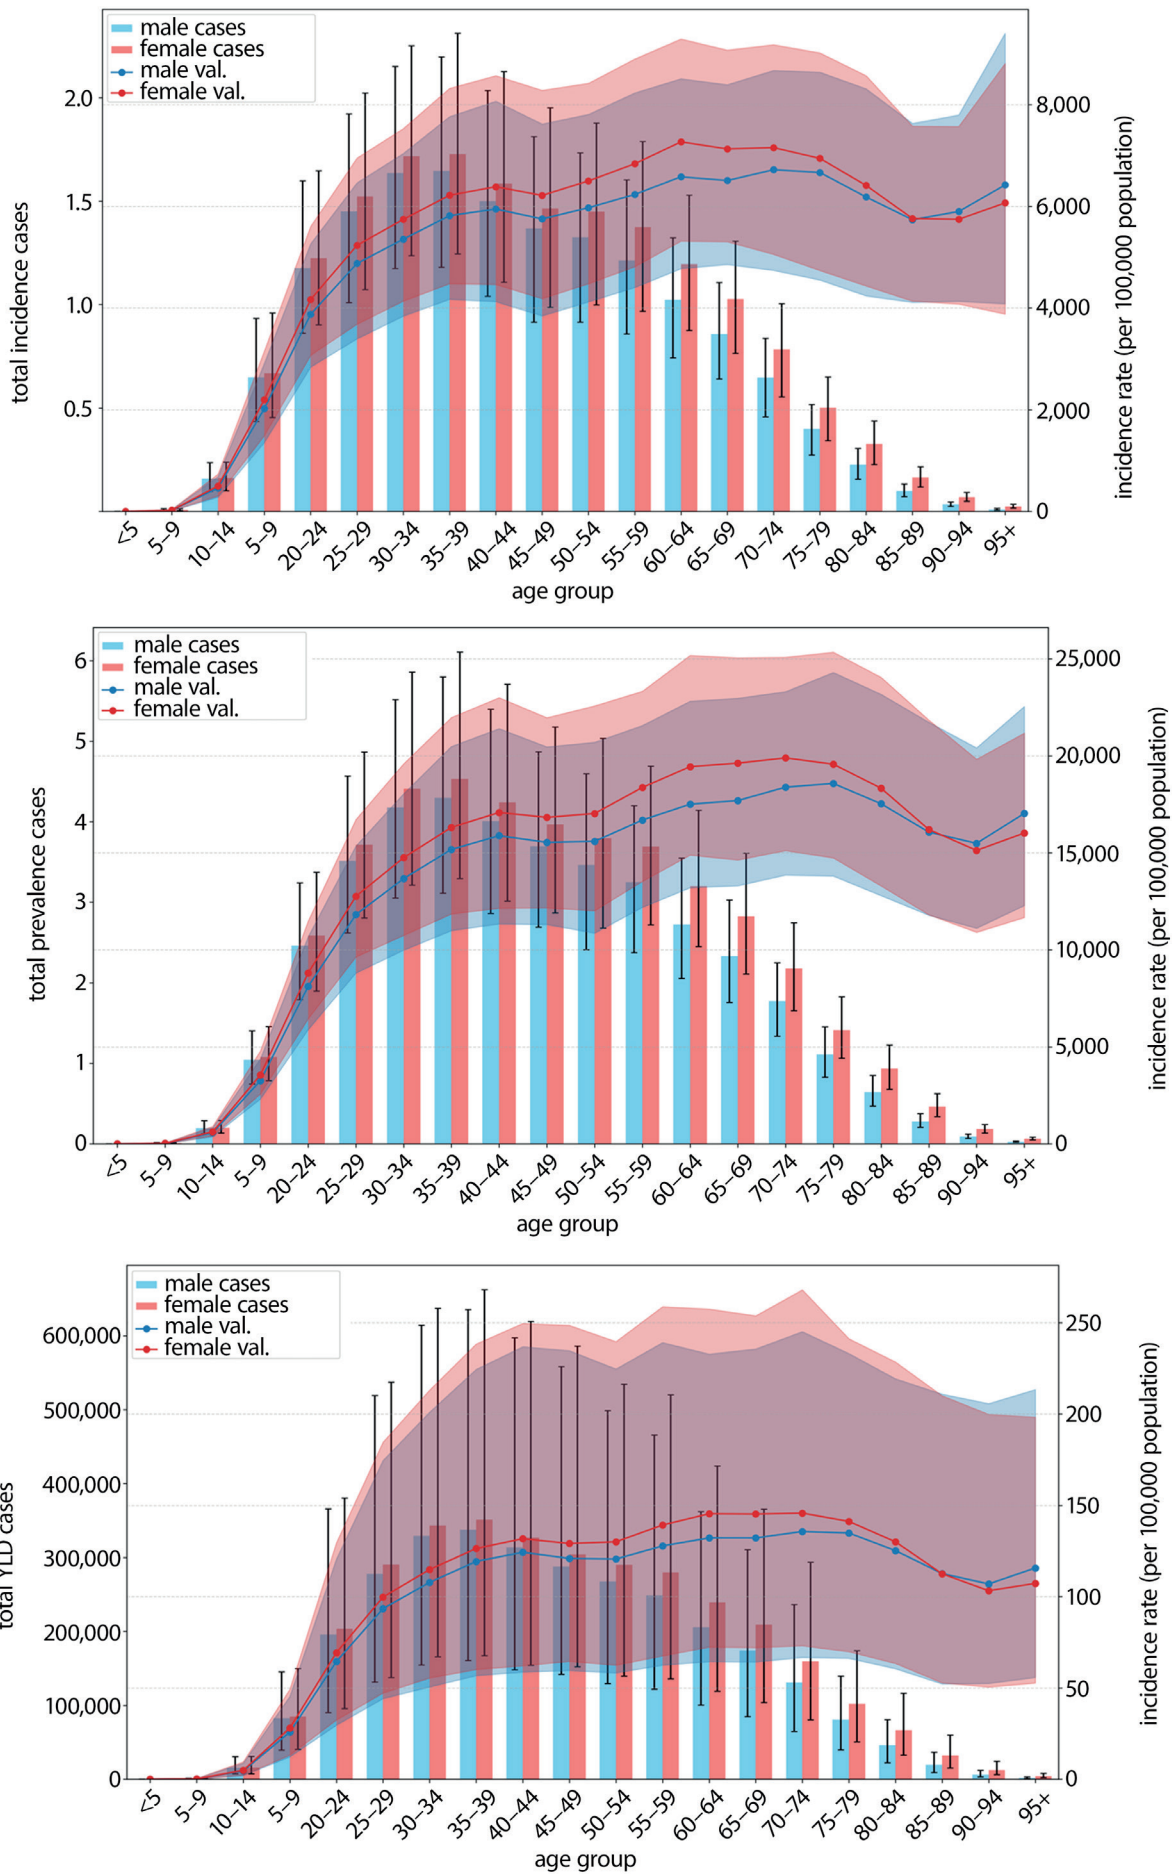 male cases
female cases
male val.
female val.
2.0
1.5
1.0
0.5
8,000
6,000
4,000
2,000
0
total incidence cases
incidence rate (per 100,000 population)
<5 5–9 10–14 5–9 20–24 25–29 30–34 35–39 40–44 45–49 50–54 55–59 60–64 65–69 70–74 75–79 80–84 85–89 90–94 95+
age group
male cases
female cases
male val.
female val.
6
5
4
3
2
1
0
25,000
20,000
15,000
10,000
5,000
0
total prevalence cases
incidence rate (per 100,000 population)
<5 5–9 10–14 5–9 20–24 25–29 30–34 35–39 40–44 45–49 50–54 55–59 60–64 65–69 70–74 75–79 80–84 85–89 90–94 95+
age group
male cases
female cases
male val.
female val.
600,000
500,000
400,000
300,000
200,000
100,000
0
250
200
150
100
50
0
total YLD cases
incidence rate (per 100,000 population)
<5 5–9 10–14 5–9 20–24 25–29 30–34 35–39 40–44 45–49 50–54 55–59 60–64 65–69 70–74 75–79 80–84 85–89 90–94 95+
age group